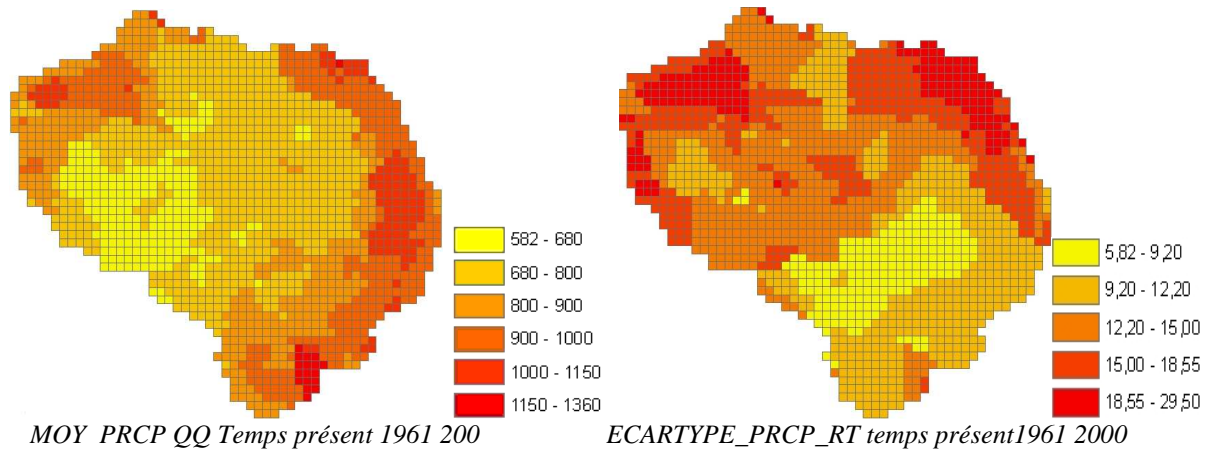 582 - 680
680 - 800
800 - 900
900 - 1000
1000 - 1150
1150 - 1360
5,82 - 9,20
9,20 - 12,20
12,20 - 15,00
15,00 - 18,55
18,55 - 29,50
MOY PRCP QQ Temps présent 1961 200
ECARTYPE_PRCP_RT temps présent1961 2000